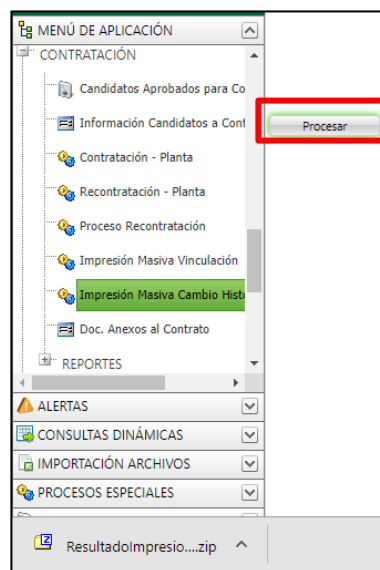 MENÚ DE APLICACIÓN
CONTRATACIÓN
Candidatos Aprobados para Co
Información Candidatos a Cont
Procesar
Contratación - Planta
Recontratación - Planta
Proceso Recontratación
Impresión Masiva Vinculación
Impresión Masiva Cambio Histo
Doc. Anexos al Contrato
REPORTES
ALERTAS
CONSULTAS DINÁMICAS
IMPORTACIÓN ARCHIVOS
PROCESOS ESPECIALES
ResultadoImpresio....zip